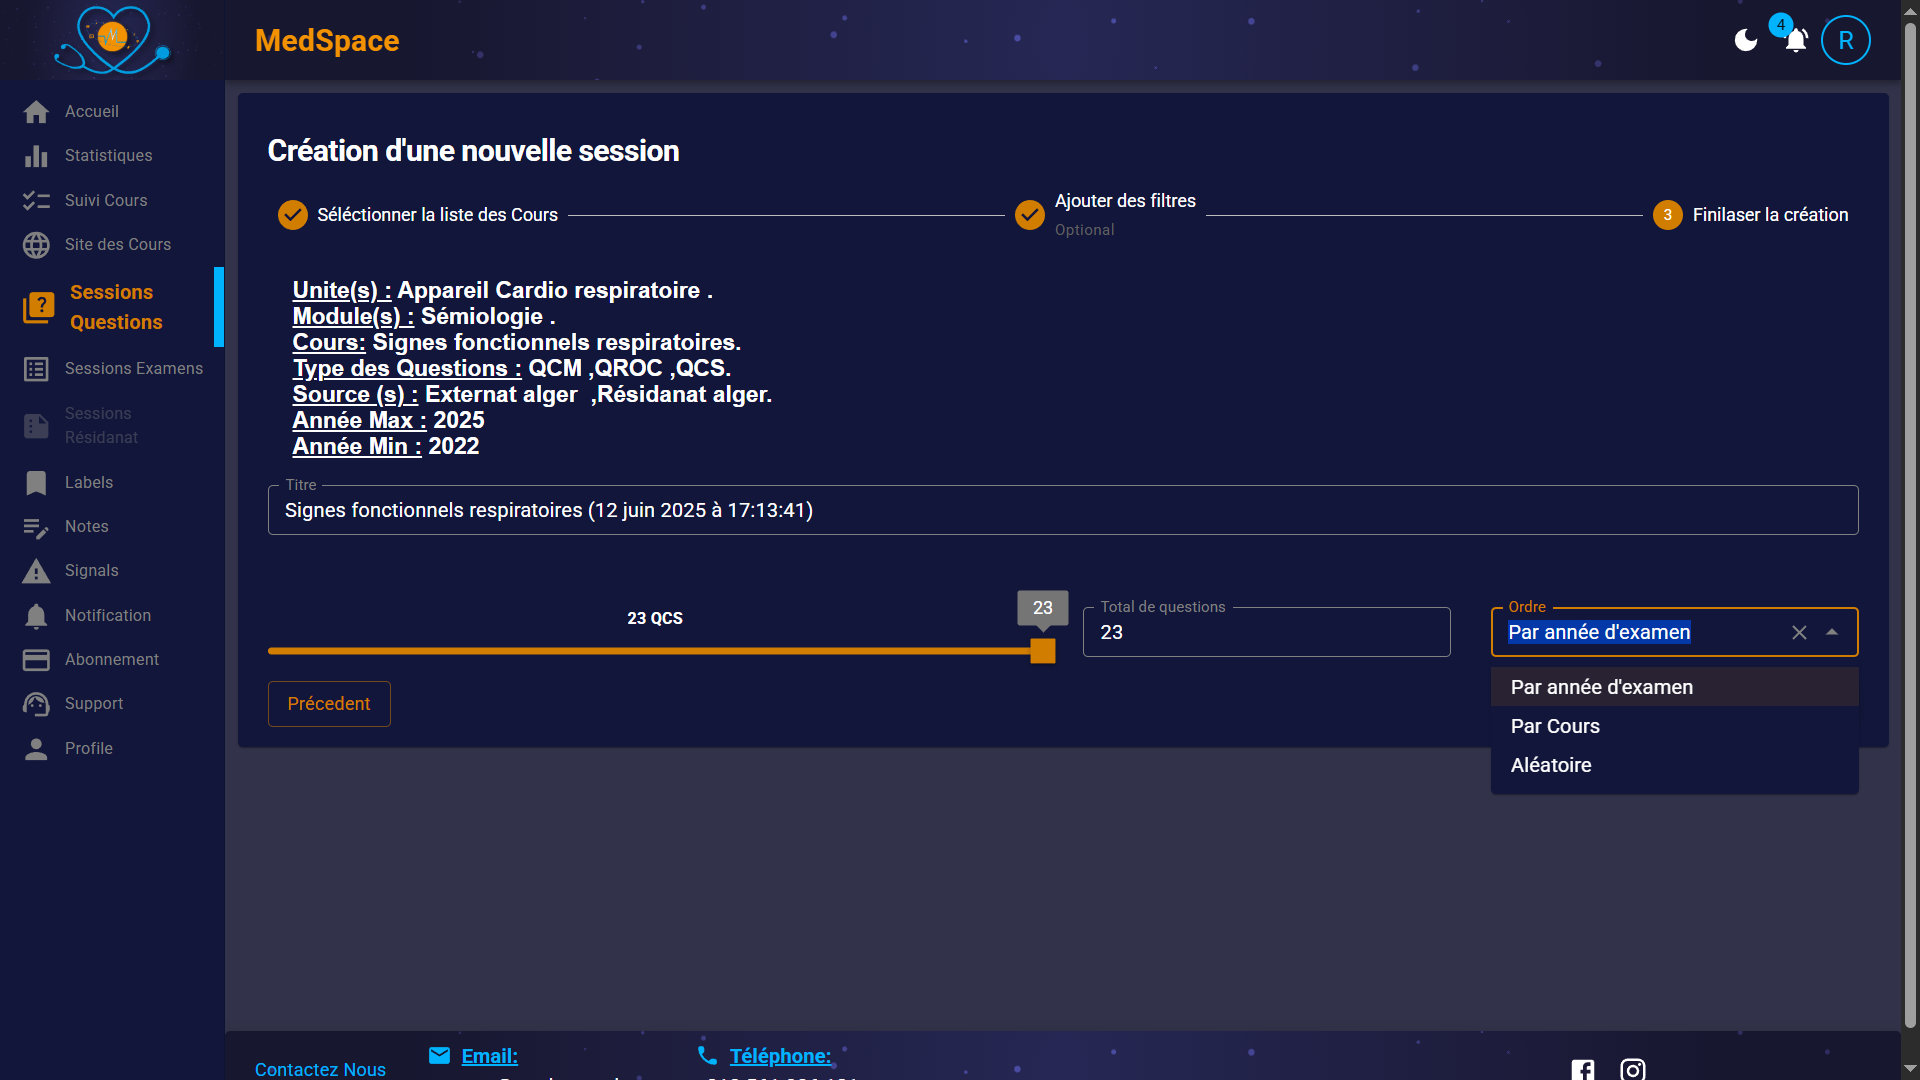 MedSpace
4
R
Accueil
Statistiques
Suivi Cours
Site des Cours
Sessions
Questions
Sessions Examens
Sessions
Résidanat
Labels
Notes
Signals
Notification
Abonnement
Support
Profile
Création d'une nouvelle session
Séléctionner la liste des Cours
Ajouter des filtres
Optional
3
Finilaser la création
Unite(s) : Appareil Cardio respiratoire .
Module(s) : Sémiologie .
Cours: Signes fonctionnels respiratoires.
Type des Questions : QCM ,QROC ,QCS.
Source (s) : Externat alger ,Résidanat alger.
Année Max : 2025
Année Min : 2022
Titre
Signes fonctionnels respiratoires (12 juin 2025 à 17:13:41)
23 QCS
23
Total de questions
23
Ordre
Par année d'examen
Par année d'examen
Par Cours
Aléatoire
Précedent
Contactez Nous
Email:
Téléphone: